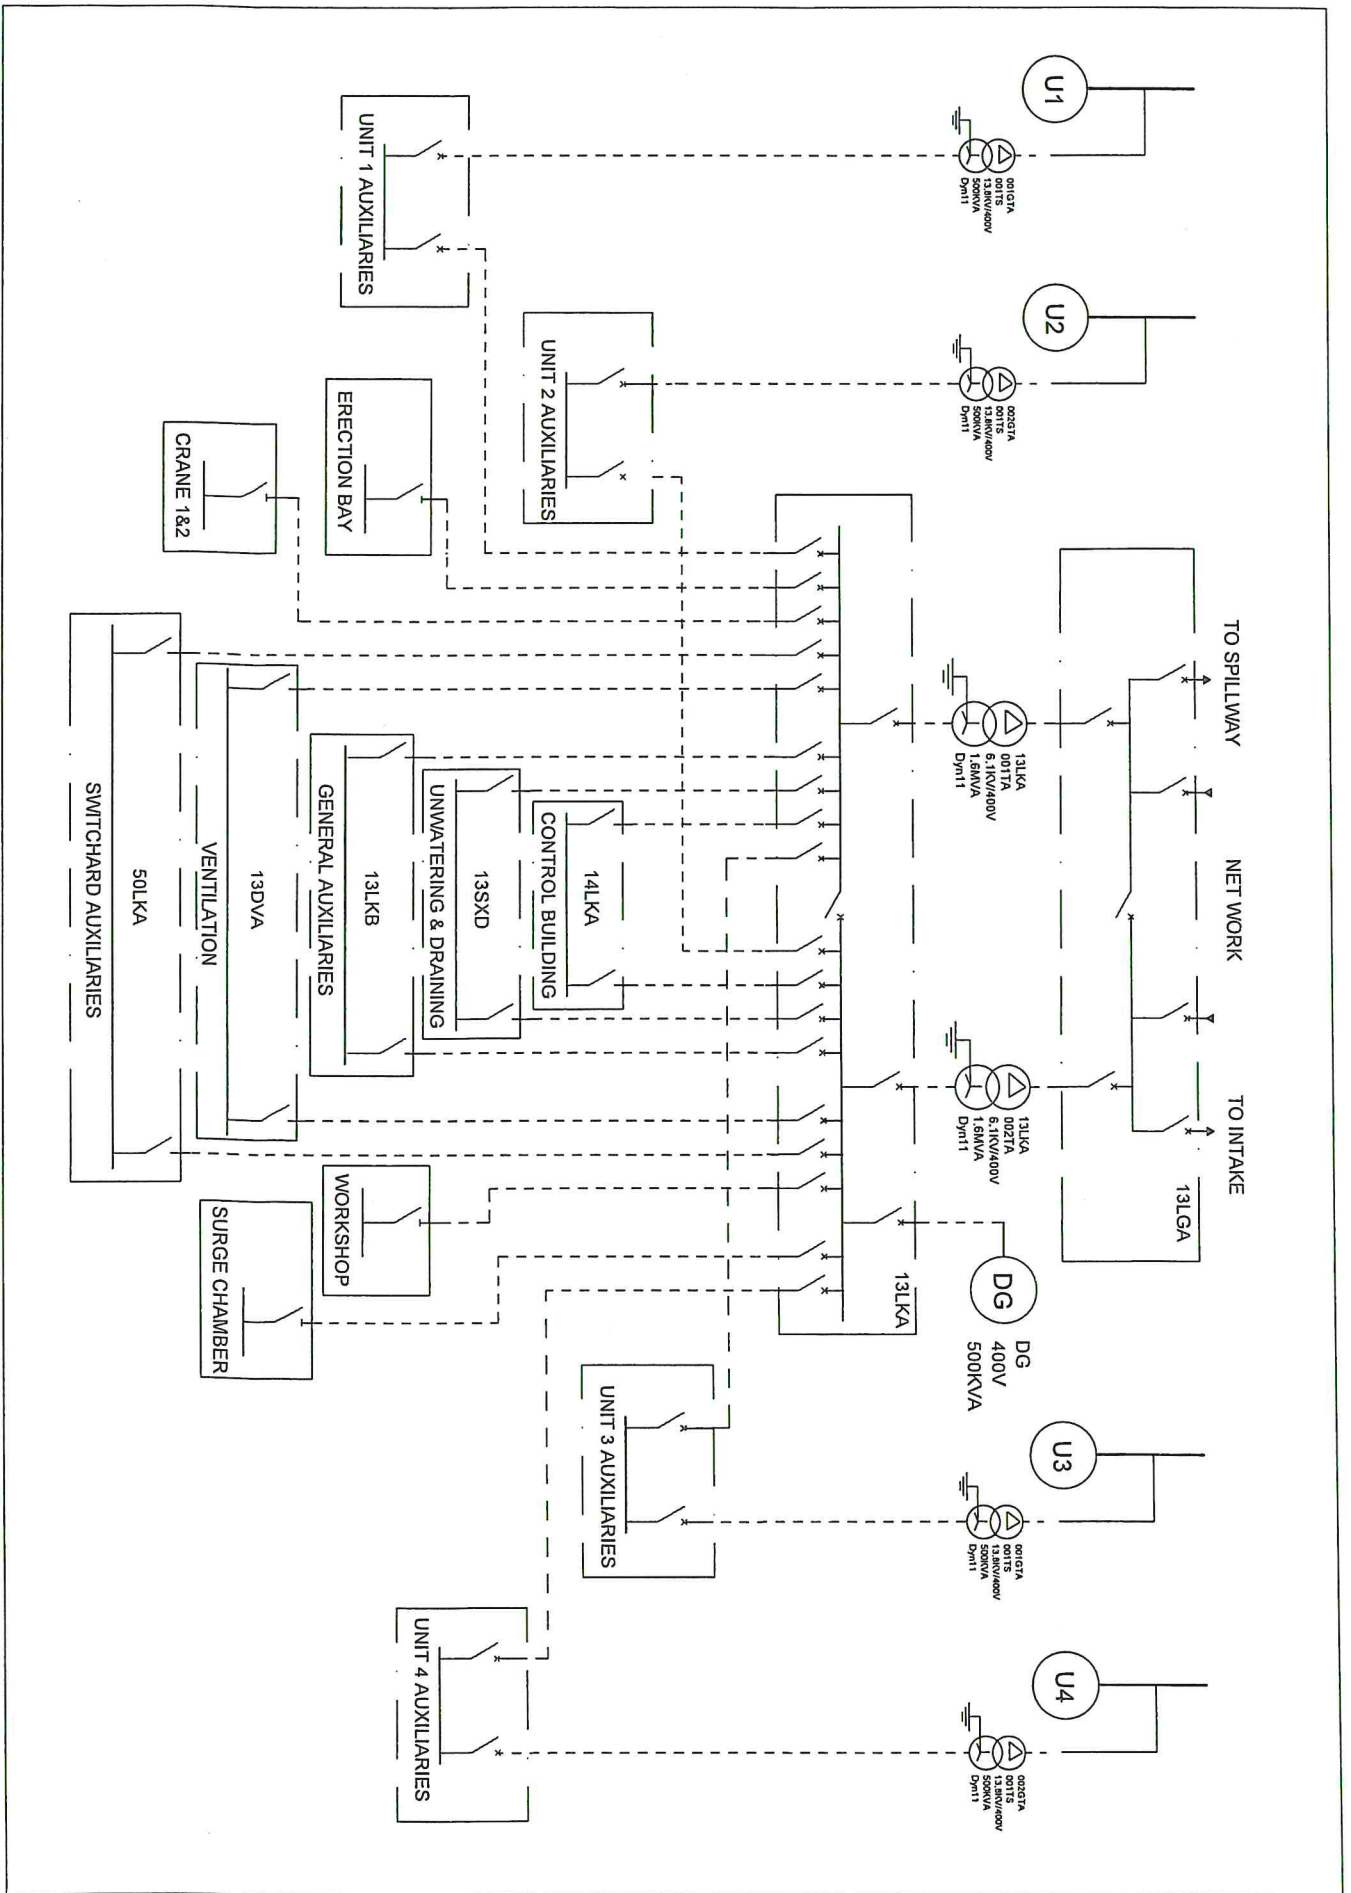 TO SPILLWAY
NET WORK
TO INTAKE
13LGA
U1
001GTA
001TS
13.8KV/400V
500KVA
Dyn11
U2
002GTA
001TS
13.8KV/400V
500KVA
Dyn11
13LKA
001TA
6.1KV/400V
1.6MVA
Dyn11
13LKA
002TA
6.1KV/400V
1.6MVA
Dyn11
DG
DG
400V
500KVA
U3
001GTA
001TS
13.8KV/400V
500KVA
Dyn11
U4
002GTA
001TS
13.8KV/400V
500KVA
Dyn11
13LKA
UNIT 1 AUXILIARIES
UNIT 2 AUXILIARIES
UNIT 3 AUXILIARIES
UNIT 4 AUXILIARIES
ERECTION BAY
CRANE 1&2
14LKA
CONTROL BUILDING
13SXD
UNWATERING & DRAINING
13LKB
GENERAL AUXILIARIES
13DVA
VENTILATION
50LKA
SWITCHARD AUXILIARIES
WORKSHOP
SURGE CHAMBER